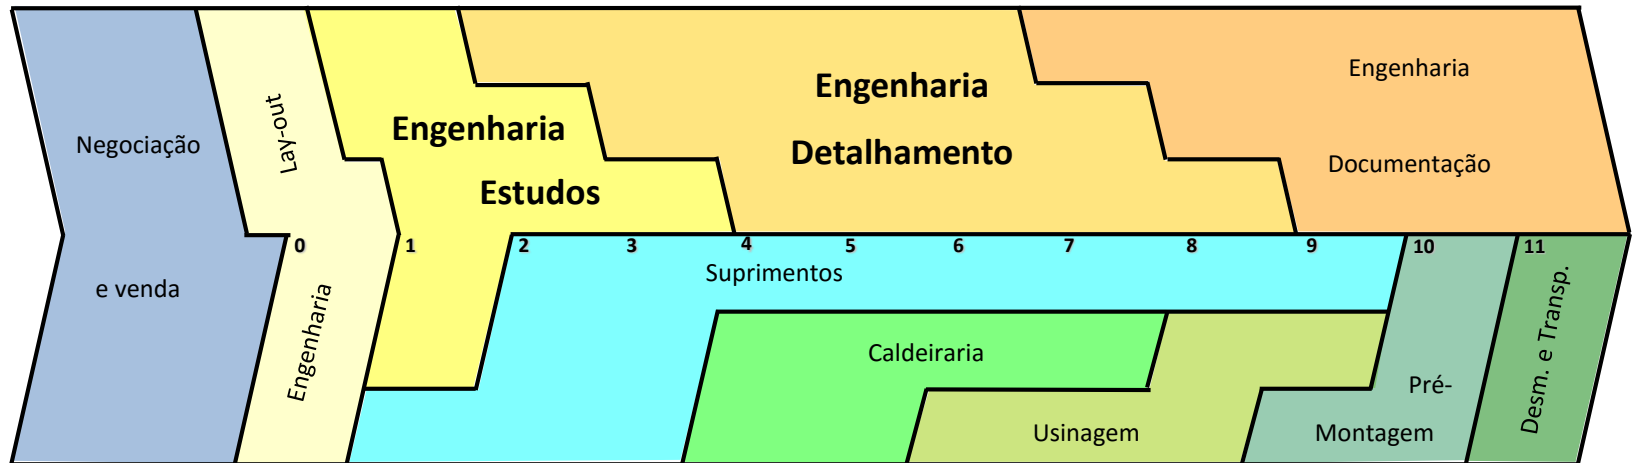 Negociação
e venda
Lay-out
Engenharia
Engenharia
Estudos
Engenharia
Detalhamento
Engenharia
Documentação
0
1
2
3
4
5
6
7
8
9
10
11
Suprimentos
Caldeiraria
Usinagem
Pré-
Montagem
Desm. e Transp.